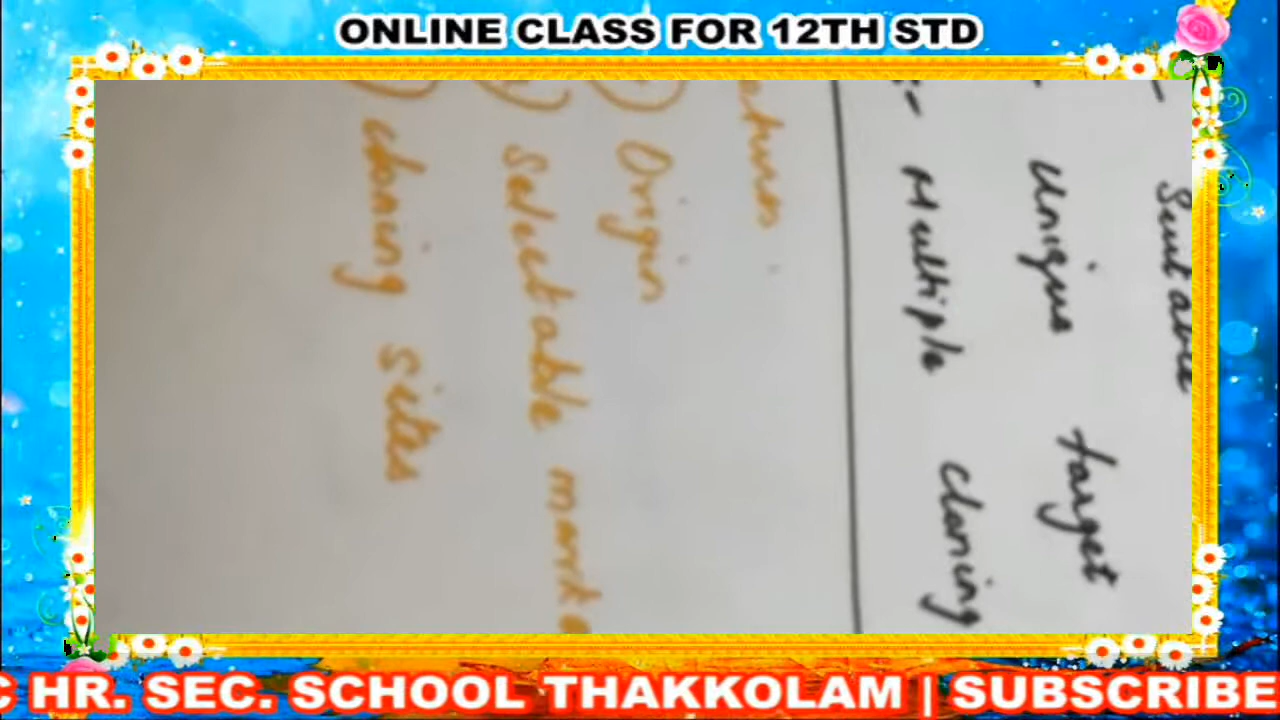 ONLINE CLASS FOR 12TH STD
Suitable
- Unique target
:- Multiple cloning
Origin
Selectable
cloning sites
HR. SEC. SCHOOL THAKKOLAM | SUBSCRIBE